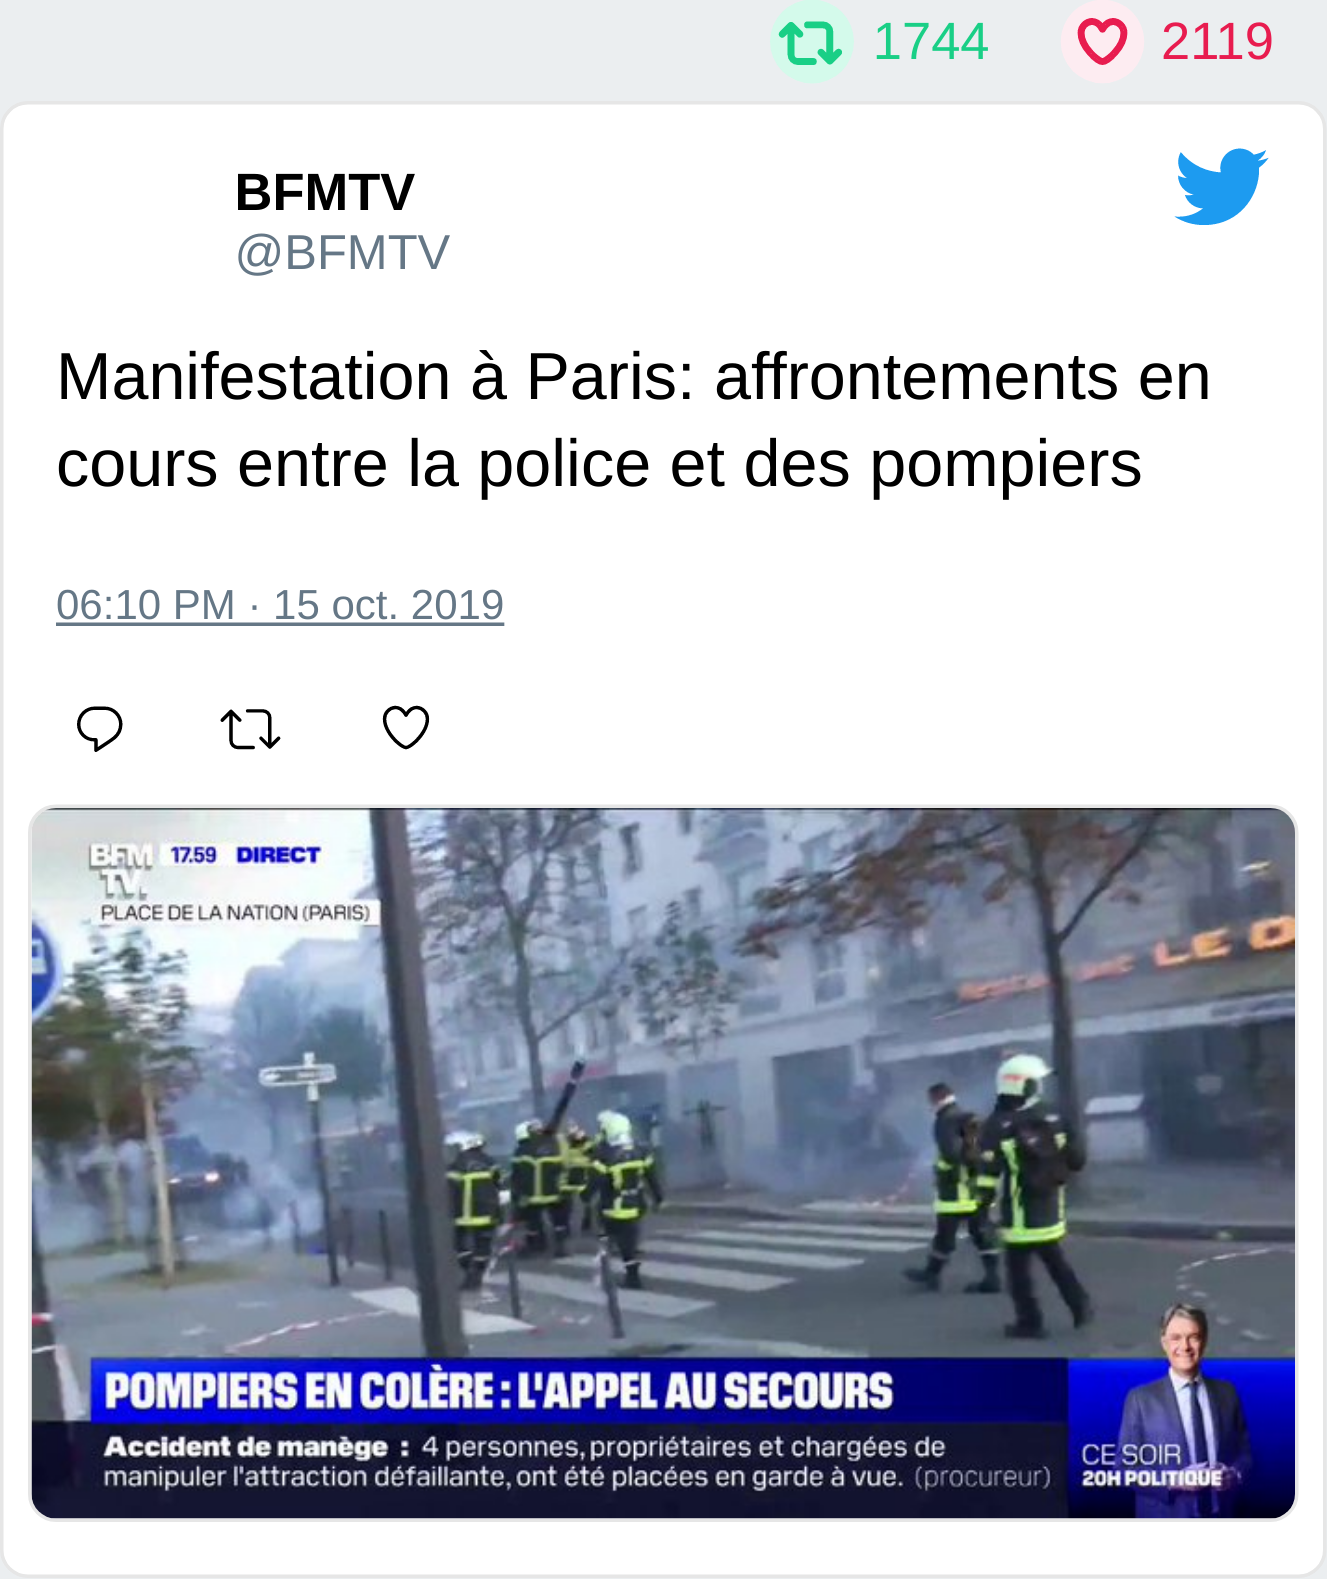 1744 2119
BFMTV
@BFMTV
Manifestation à Paris: affrontements en
cours entre la police et des pompiers
06:10 PM · 15 oct. 2019
BFM 17.59 DIRECT
TV.
PLACE DE LA NATION (PARIS)
LE
POMPIERS EN COLÈRE : L'APPEL AU SECOURS
Accident de manège : 4 personnes, propriétaires et chargées de
manipuler l'attraction défaillante, ont été placées en garde à vue. (procureur)
CE SOIR
20H POLITIQUE